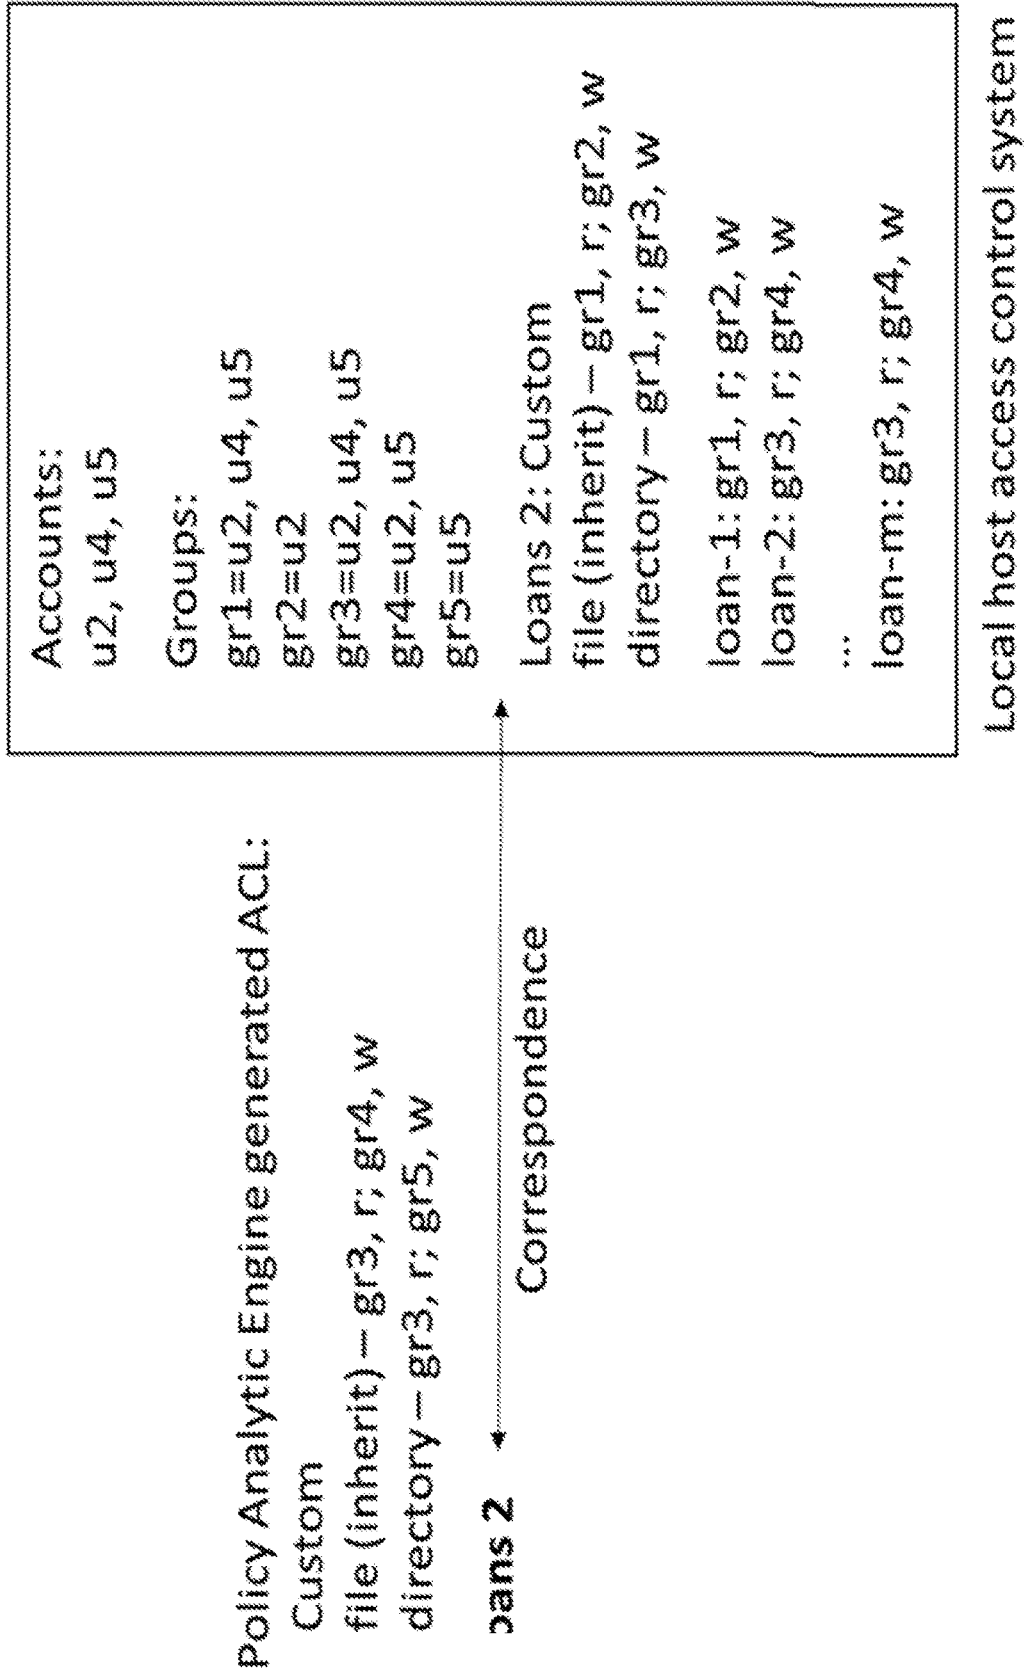 Policy Analytic Engine generated ACL:
Custom
file (inherit) – gr3, r; gr4, w
directory – gr3, r; gr5, w
oans 2
Correspondence
Accounts:
u2, u4, u5
Groups:
gr1=u2, u4, u5
gr2=u2
gr3=u2, u4, u5
gr4=u2, u5
gr5=u5
Loans 2: Custom
file (inherit) – gr1, r; gr2, w
directory – gr1, r; gr3, w
loan-1: gr1, r; gr2, w
loan-2: gr3, r; gr4, w
...
loan-m: gr3, r; gr4, w
Local host access control system